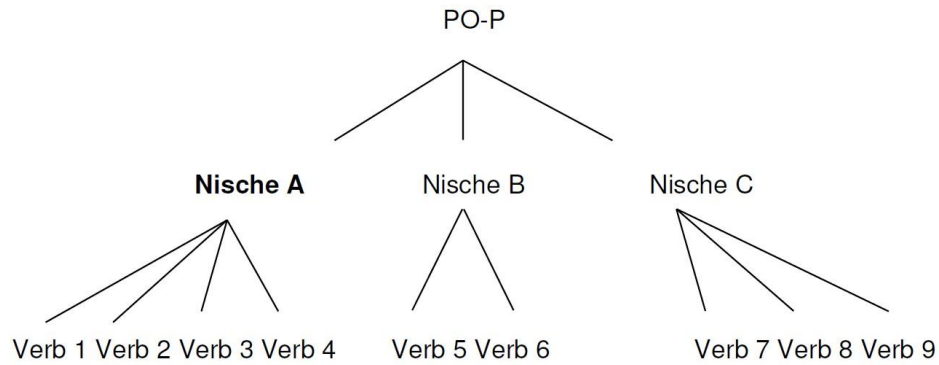 PO-P
Nische A Nische B Nische C
Verb 1 Verb 2 Verb 3 Verb 4 Verb 5 Verb 6 Verb 7 Verb 8 Verb 9